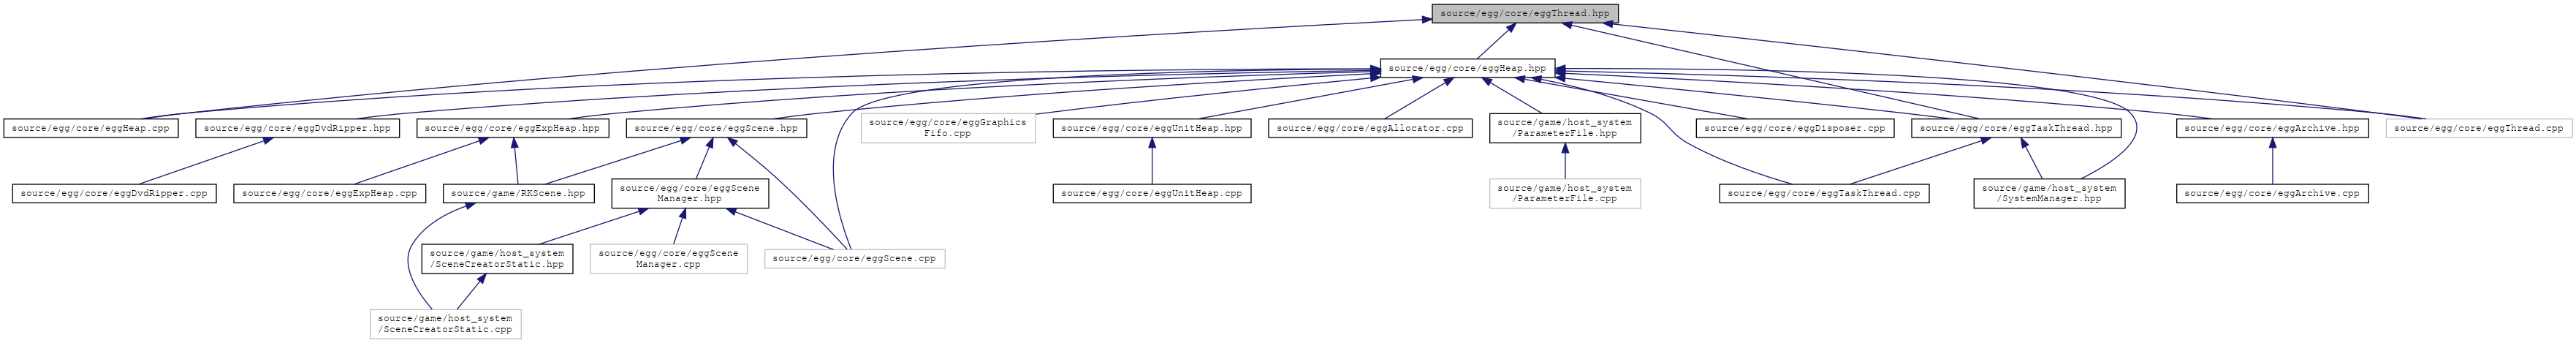 source/egg/core/eggThread.hpp
source/egg/core/eggHeap.hpp
source/egg/core/eggHeap.cpp
source/egg/core/eggDvdRipper.hpp
source/egg/core/eggExpHeap.hpp
source/egg/core/eggScene.hpp
source/egg/core/eggGraphics
Fifo.cpp
source/egg/core/eggUnitHeap.hpp
source/egg/core/eggAllocator.cpp
source/game/host_system
/ParameterFile.hpp
source/egg/core/eggDisposer.cpp
source/egg/core/eggTaskThread.hpp
source/egg/core/eggArchive.hpp
source/egg/core/eggThread.cpp
source/egg/core/eggDvdRipper.cpp
source/egg/core/eggExpHeap.cpp
source/game/RKScene.hpp
source/egg/core/eggScene
Manager.hpp
source/egg/core/eggUnitHeap.cpp
source/game/host_system
/ParameterFile.cpp
source/egg/core/eggTaskThread.cpp
source/game/host_system
/SystemManager.hpp
source/egg/core/eggArchive.cpp
source/game/host_system
/SceneCreatorStatic.hpp
source/egg/core/eggScene
Manager.cpp
source/egg/core/eggScene.cpp
source/game/host_system
/SceneCreatorStatic.cpp